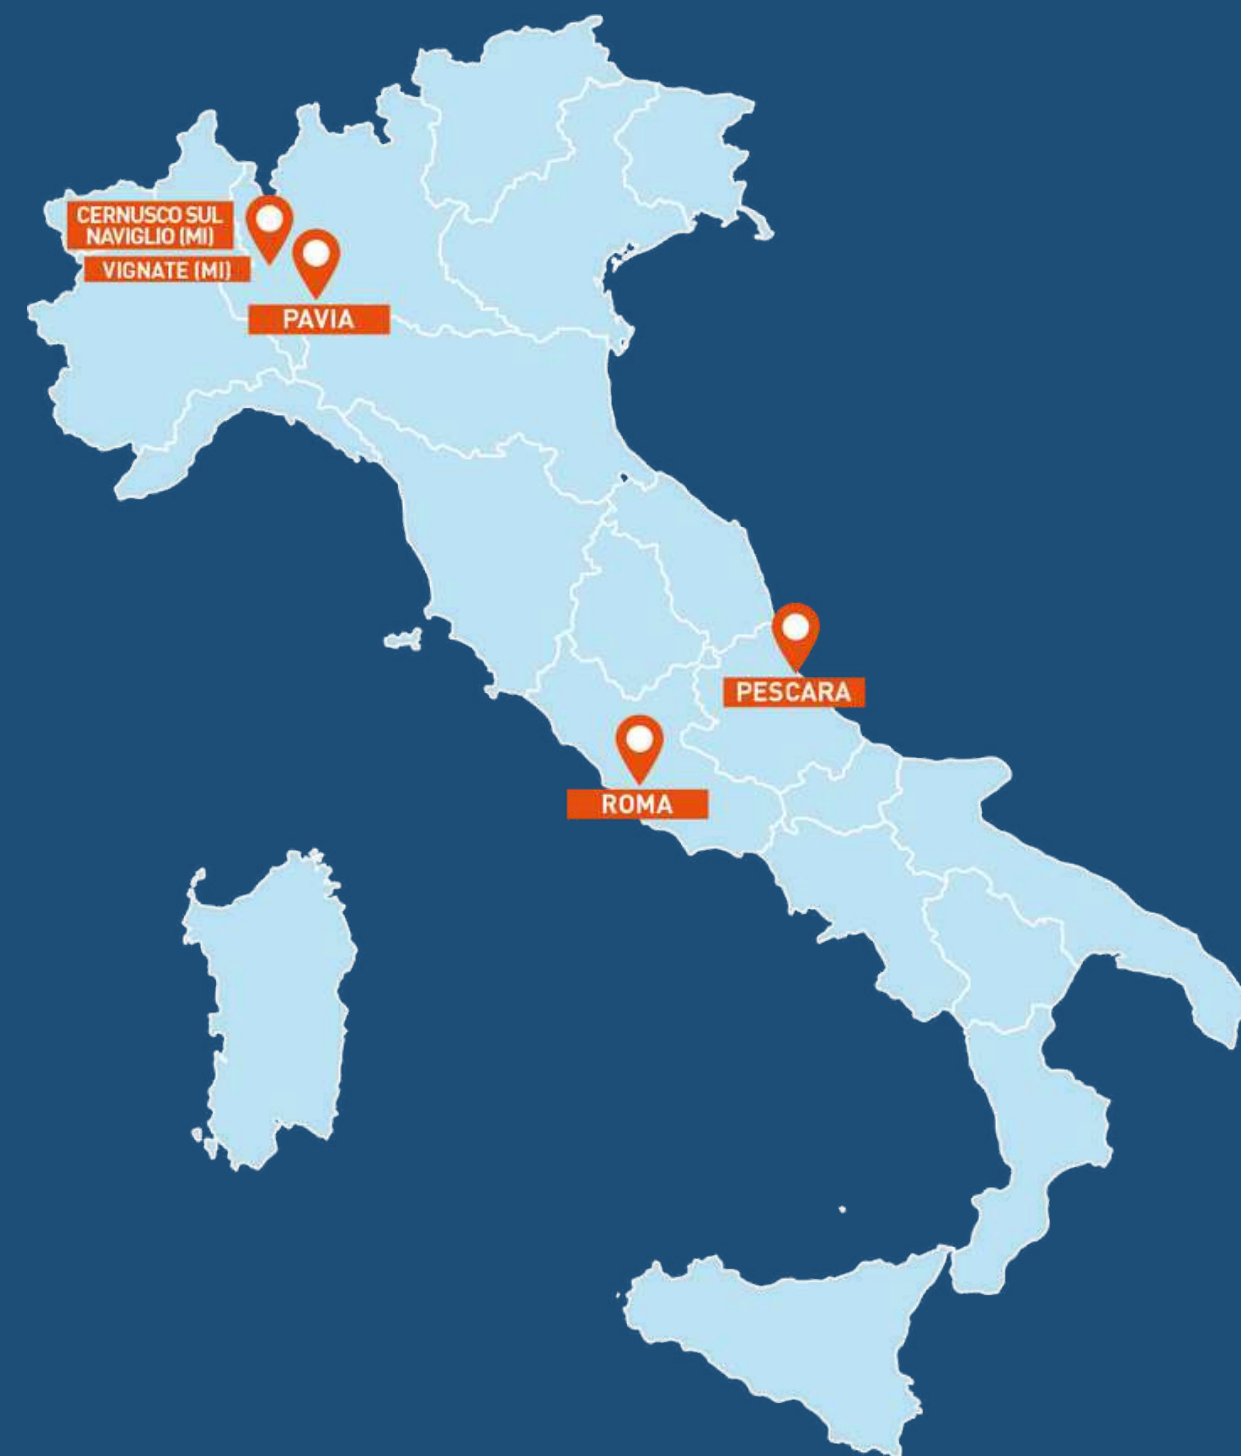 CERNUSCO SUL
NAVIGLIO (MI)
VIGNATE (MI)
PAVIA
PESCARA
ROMA